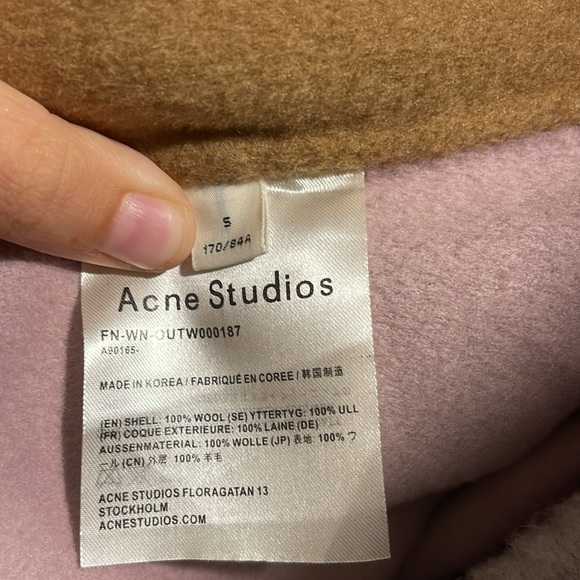 S
170/84A
Acne Studios
FN-WN-OUTW000187
A90165-
MADE IN KOREA / FABRIQUÉ EN COREE / 韩国制造
(EN) SHELL: 100% WOOL (SE) YTTERTYG: 100% ULL
(FR) COQUE EXTERIEURE: 100% LAINE (DE)
AUSSENMATERIAL: 100% WOLLE (JP) 表地: 100% ウ
ール (CN) 外层 100% 羊毛
ACNE STUDIOS FLORAGATAN 13
STOCKHOLM
ACNESTUDIOS.COM